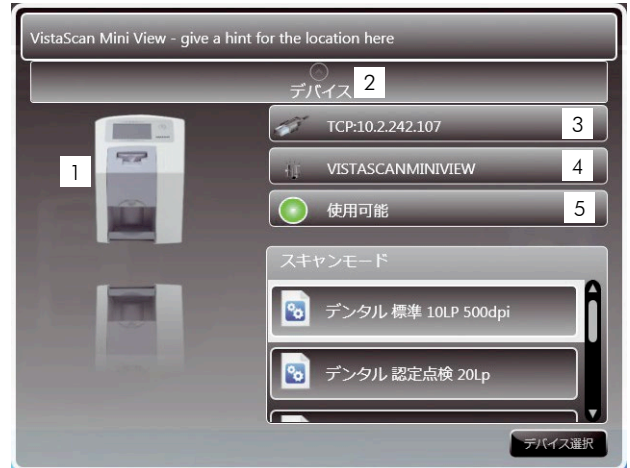 VistaScan Mini View - give a hint for the location here
デバイス 2
1
TCP:10.2.242.107 3
VISTASCANMINIVIEW 4
使用可能 5
スキャンモード
デンタル 標準 10LP 500dpi
デンタル 認定点検 20Lp
デバイス選択